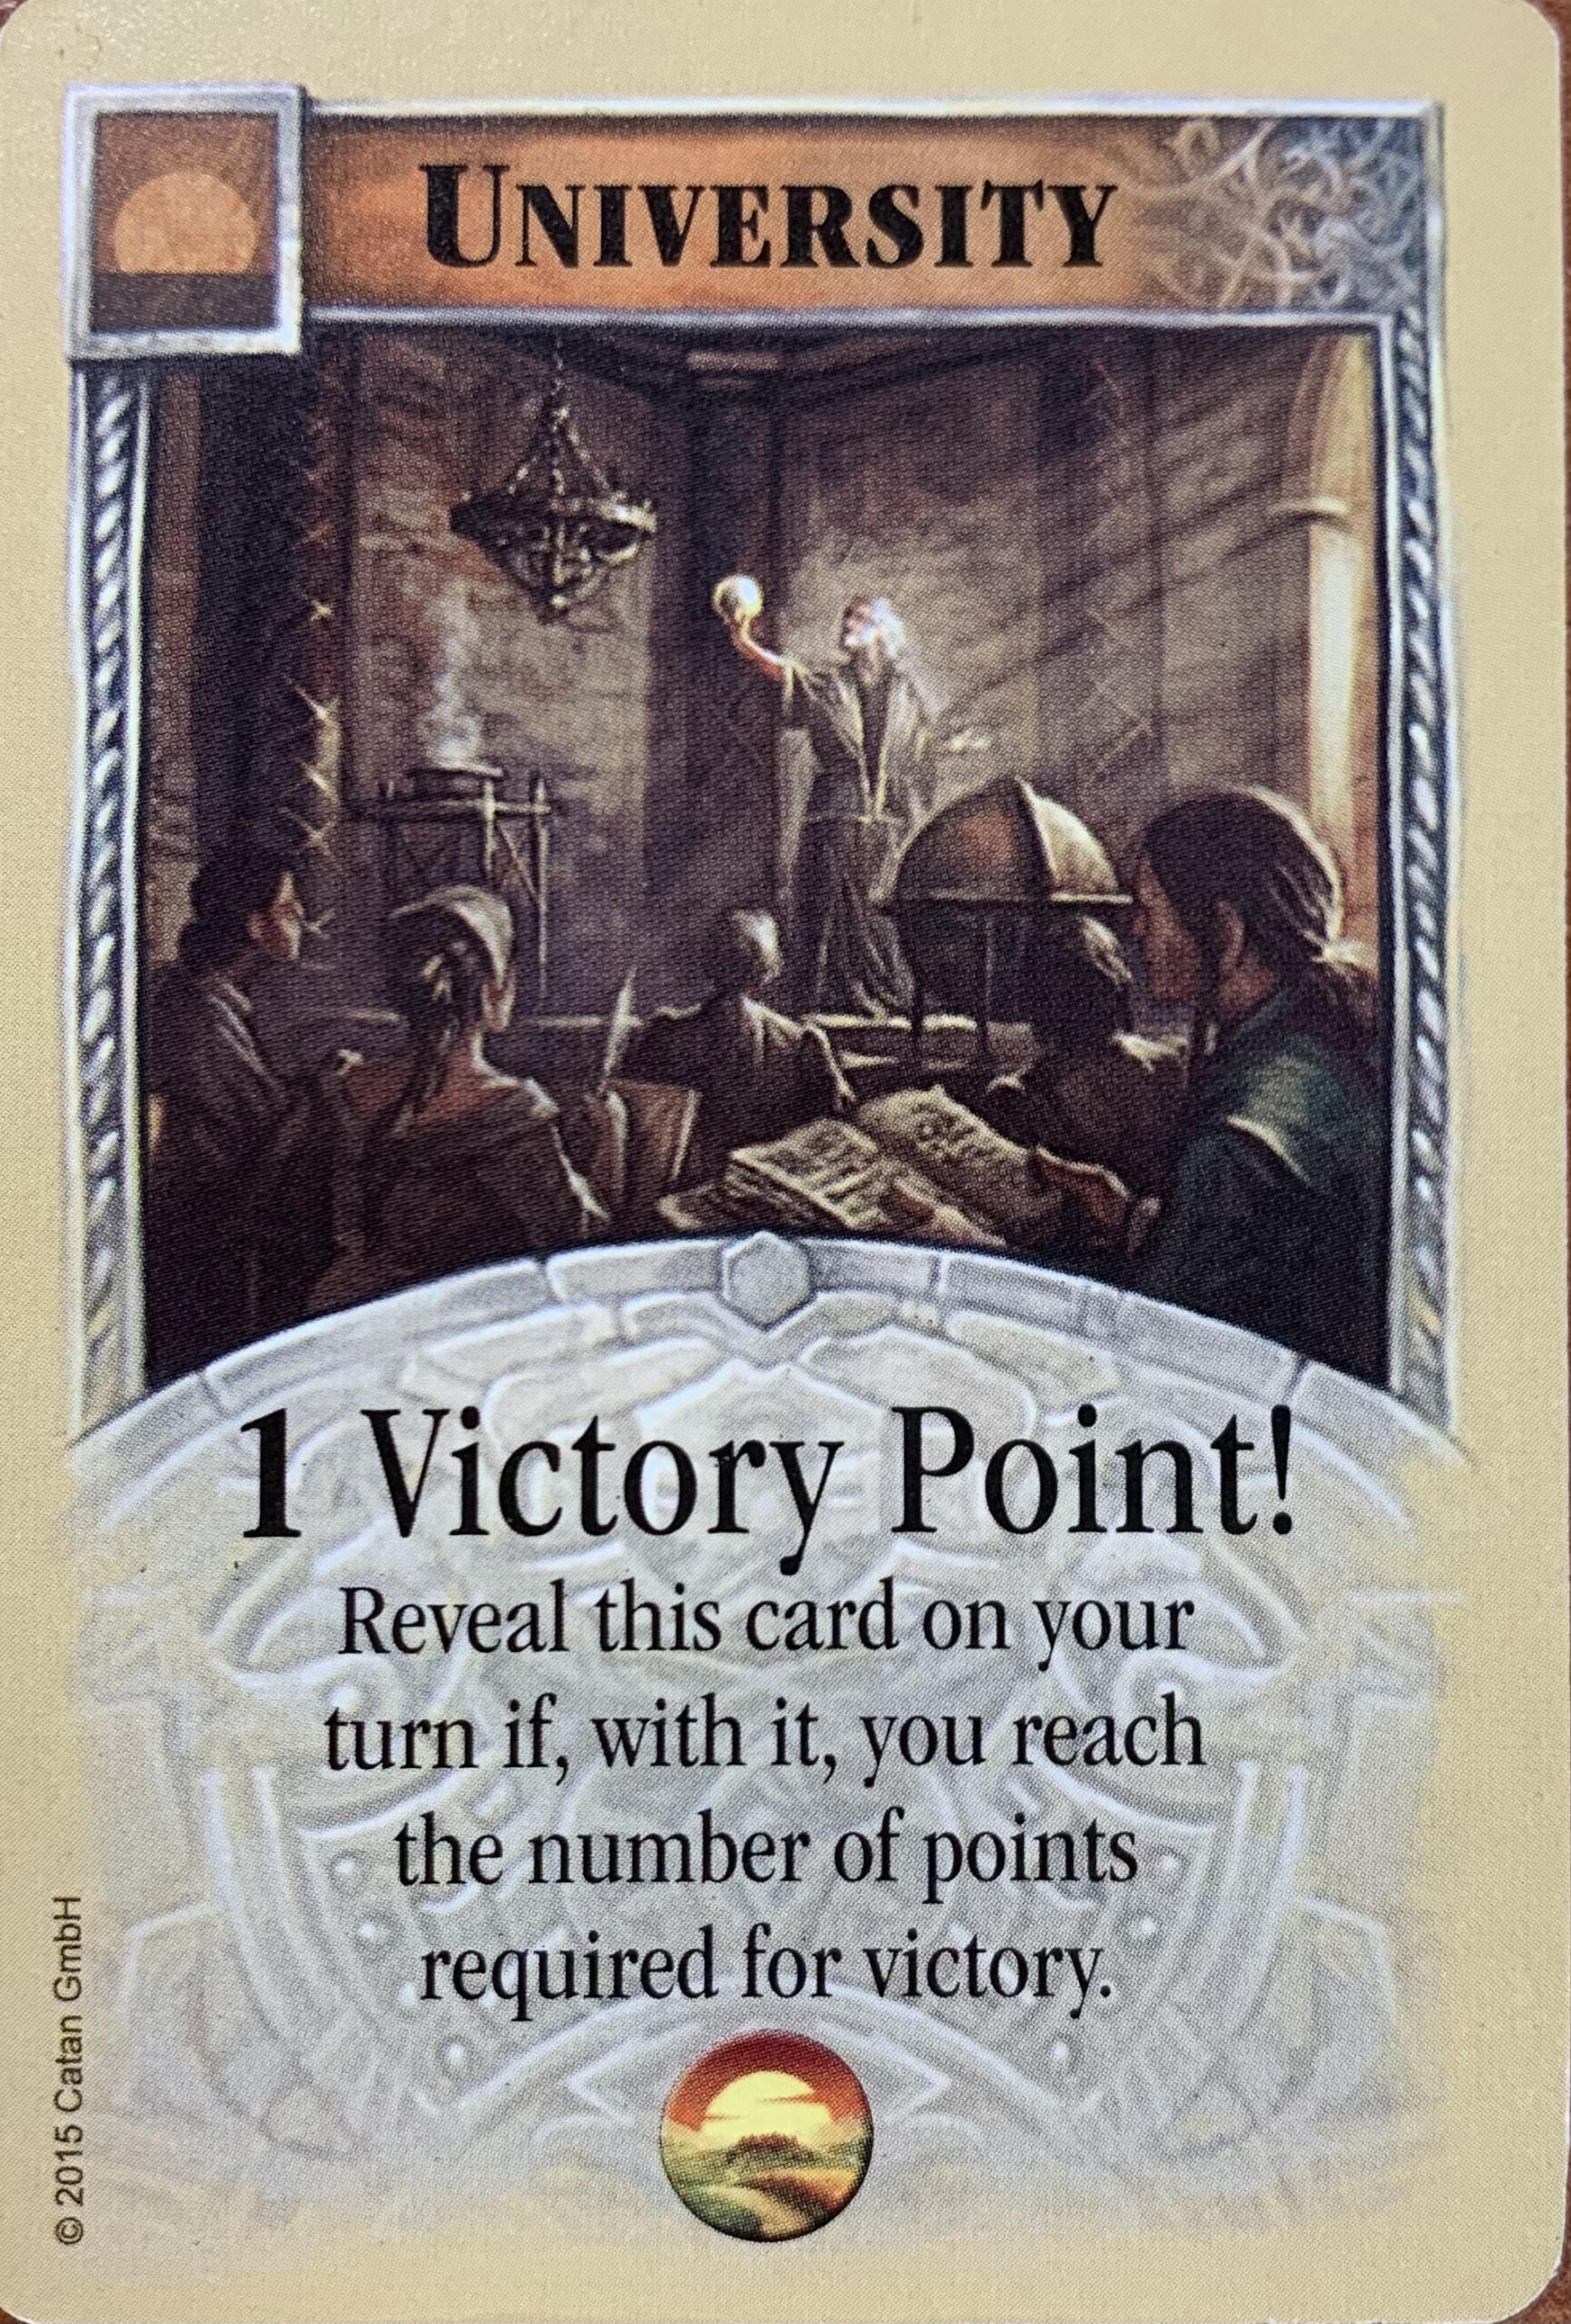 UNIVERSITY
1 Victory Point!
Reveal this card on your
turn if, with it, you reach
the number of points
required for victory.
© 2015 Catan GmbH